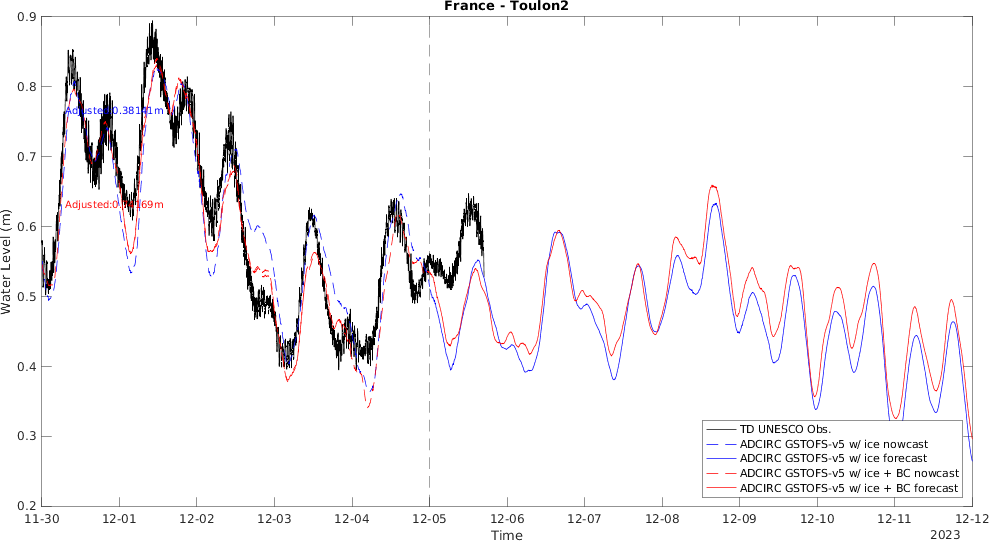 France - Toulon2
0.9
0.8
0.7
0.6
0.5
0.4
0.3
0.2
Water Level (m)
Adjusted:0.38171m
TD UNESCO Obs.
ADCIRC GSTOFS-v5 w/ ice nowcast
ADCIRC GSTOFS-v5 w/ ice forecast
ADCIRC GSTOFS-v5 w/ ice + BC nowcast
ADCIRC GSTOFS-v5 w/ ice + BC forecast
11-30 12-01 12-02 12-03 12-04 12-05 12-06 12-07 12-08 12-09 12-10 12-11 12-12
Time
2023